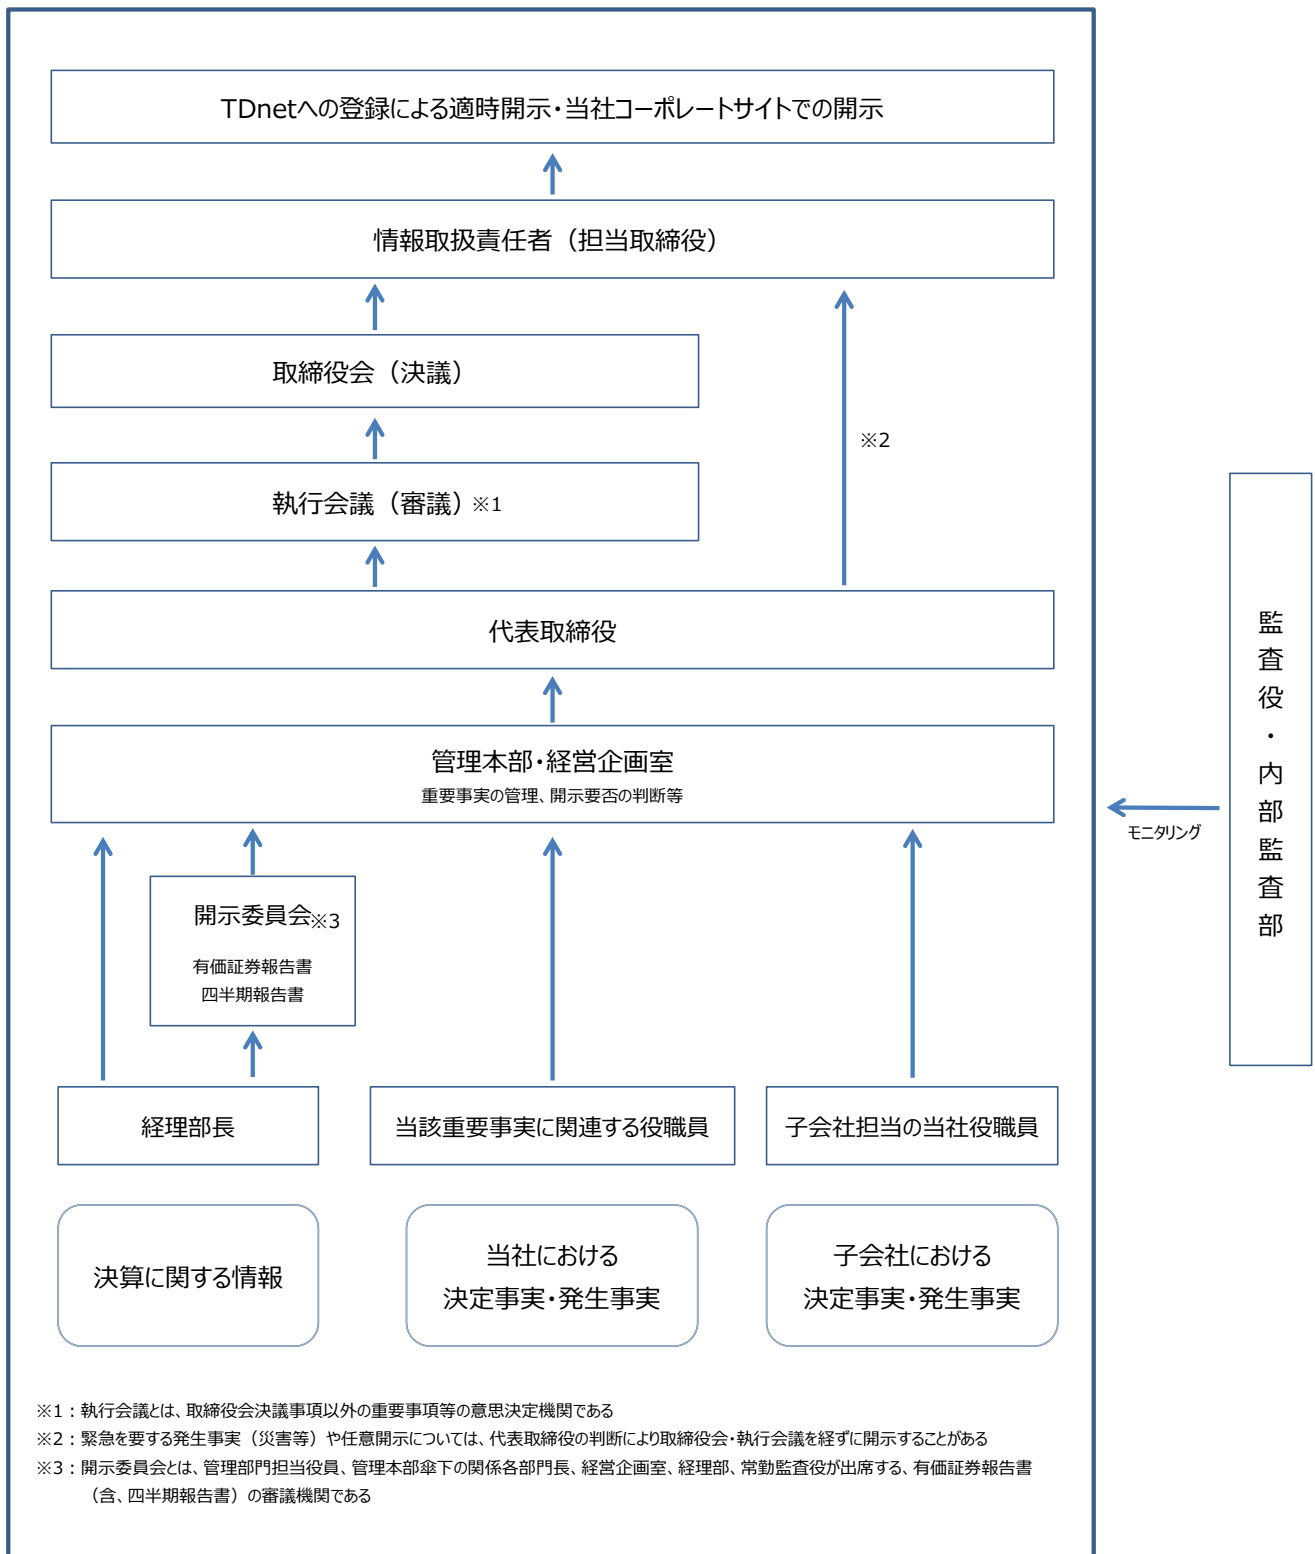 TDnetへの登録による適時開示・当社コーポレートサイトでの開示
情報取扱責任者（担当取締役）
取締役会（決議）
※2
執行会議（審議）※1
代表取締役
管理本部・経営企画室
重要事実の管理、開示要否の判断等
モニタリング
監査役・内部監査部
開示委員会※3
有価証券報告書
四半期報告書
経理部長
当該重要事実に関連する役職員
子会社担当の当社役職員
決算に関する情報
当社における
決定事実・発生事実
子会社における
決定事実・発生事実
※1：執行会議とは、取締役会決議事項以外の重要事項等の意思決定機関である
※2：緊急を要する発生事実（災害等）や任意開示については、代表取締役の判断により取締役会・執行会議を経ずに開示することがある
※3：開示委員会とは、管理部門担当役員、管理本部傘下の関係各部門長、経営企画室、経理部、常勤監査役が出席する、有価証券報告書
（含、四半期報告書）の審議機関である